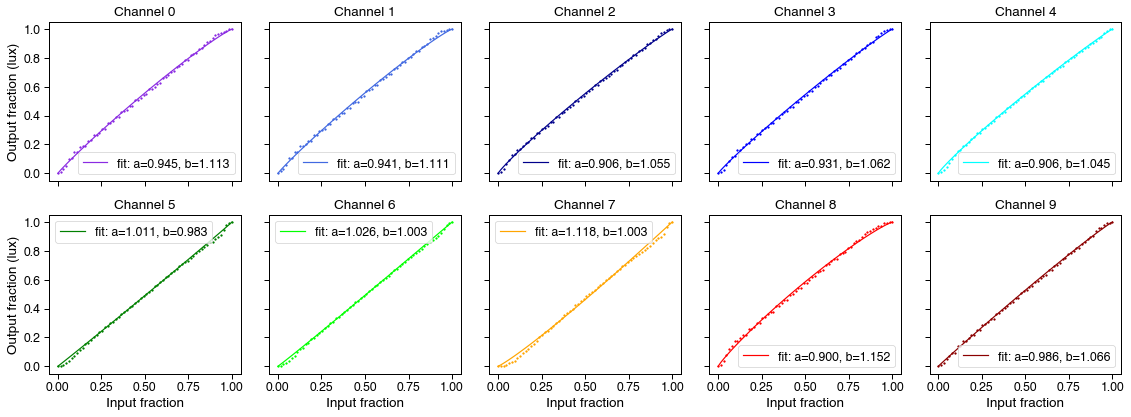 Channel 0
Channel 1
Channel 2
Channel 3
Channel 4
Output fraction (lux)
1.0
0.8
0.6
0.4
0.2
0.0
fit: a=0.945, b=1.113
fit: a=0.941, b=1.111
fit: a=0.906, b=1.055
fit: a=0.931, b=1.062
fit: a=0.906, b=1.045
Channel 5
Channel 6
Channel 7
Channel 8
Channel 9
Output fraction (lux)
1.0
0.8
0.6
0.4
0.2
0.0
fit: a=1.011, b=0.983
fit: a=1.026, b=1.003
fit: a=1.118, b=1.003
fit: a=0.900, b=1.152
fit: a=0.986, b=1.066
0.00 0.25 0.50 0.75 1.00
0.00 0.25 0.50 0.75 1.00
0.00 0.25 0.50 0.75 1.00
0.00 0.25 0.50 0.75 1.00
0.00 0.25 0.50 0.75 1.00
Input fraction
Input fraction
Input fraction
Input fraction
Input fraction